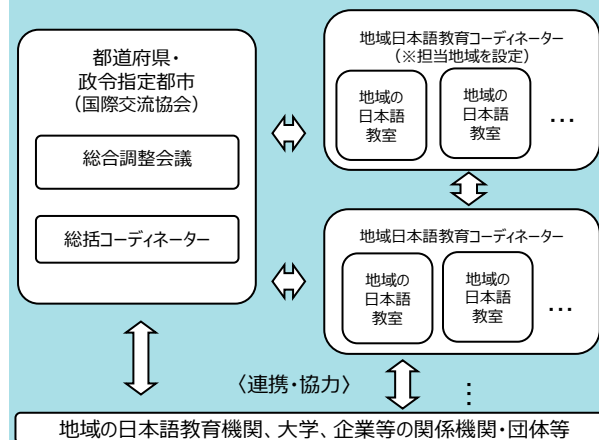 都道府県・
政令指定都市
（国際交流協会）
総合調整会議
総括コーディネーター
地域日本語教育コーディネーター
（※担当地域を設定）
地域の
日本語
教室
地域の
日本語
教室
…
地域日本語教育コーディネーター
地域の
日本語
教室
地域の
日本語
教室
…
〈連携・協力〉
⋮
地域の日本語教育機関、大学、企業等の関係機関・団体等